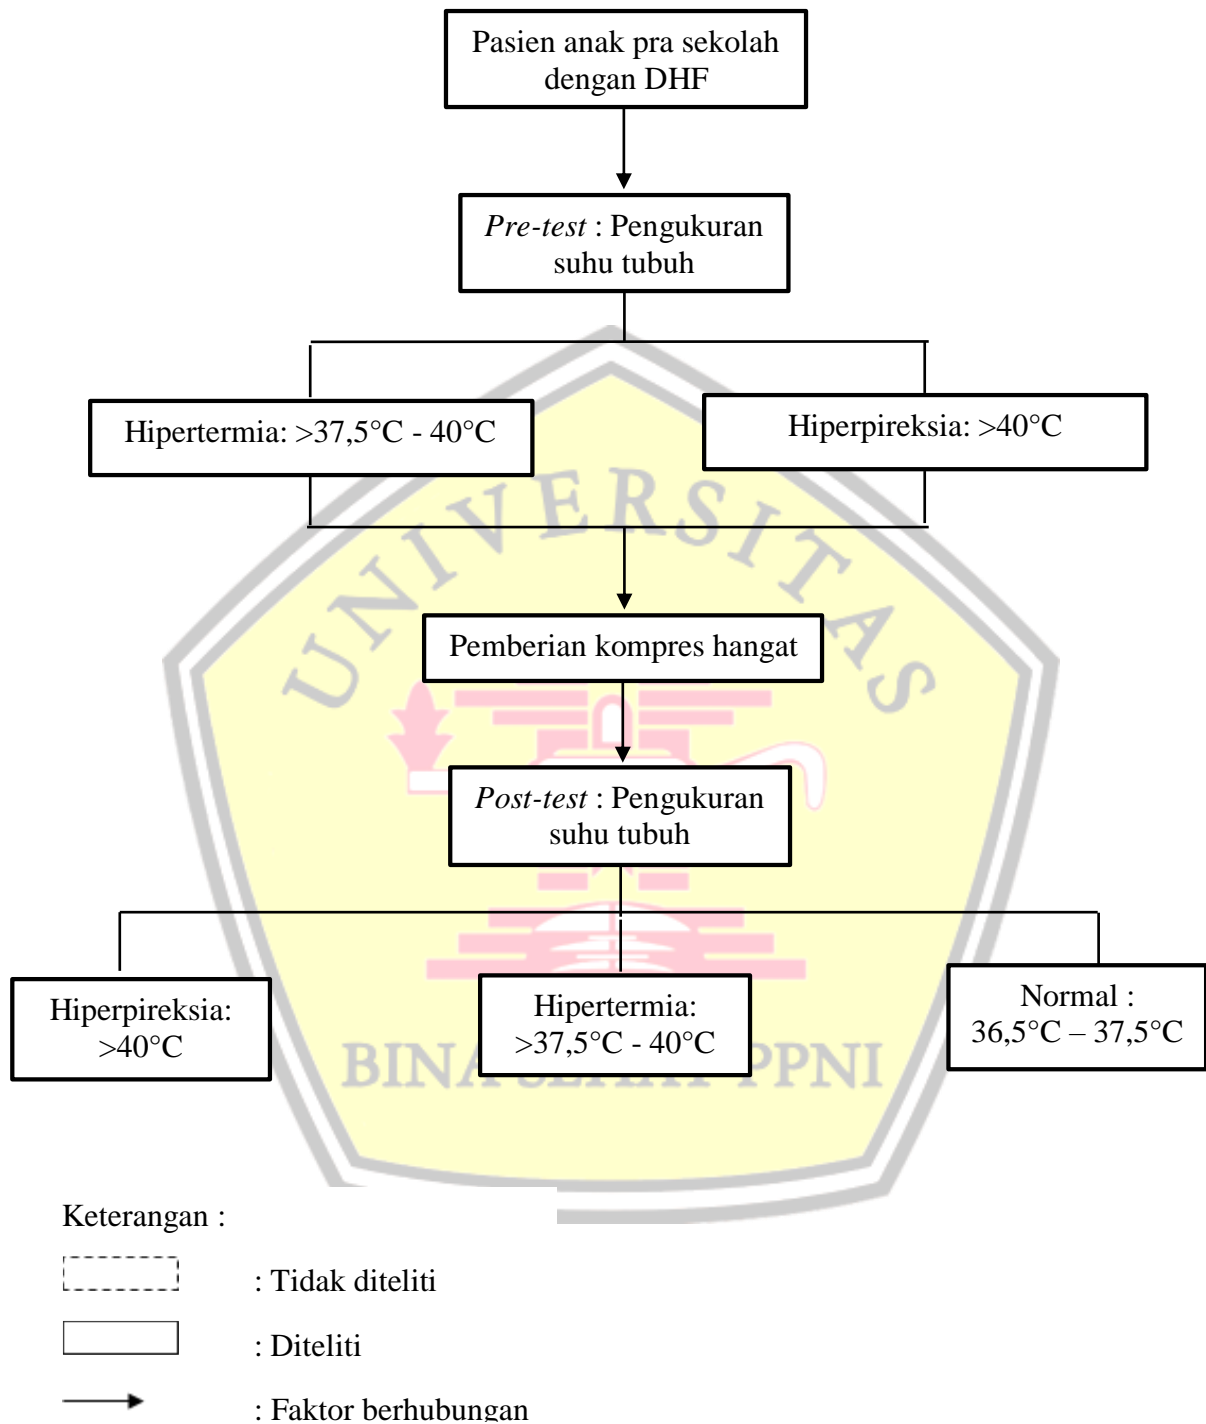 Pasien anak pra sekolah
dengan DHF
Pre-test : Pengukuran
suhu tubuh
Hipertermia: >37,5°C - 40°C
Hiperpireksia: >40°C
UNIVERSITAS
Pemberian kompres hangat
Post-test : Pengukuran
suhu tubuh
Hiperpireksia:
>40°C
Hipertermia:
>37,5°C - 40°C
Normal :
36,5°C – 37,5°C
BINA SEHAT PPNI
Keterangan :
: Tidak diteliti
: Diteliti
: Faktor berhubungan